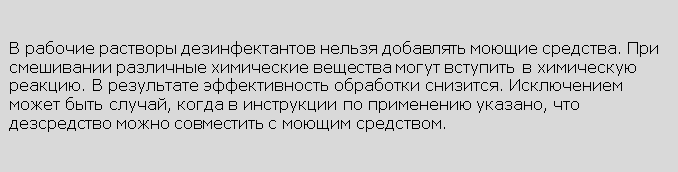 В рабочие растворы дезинфектантов нельзя добавлять моющие средства. При
смешивании различные химические вещества могут вступить в химическую
реакцию. В результате эффективность обработки снизится. Исключением
может быть случай, когда в инструкции по применению указано, что
дезсредство можно совместить с моющим средством.